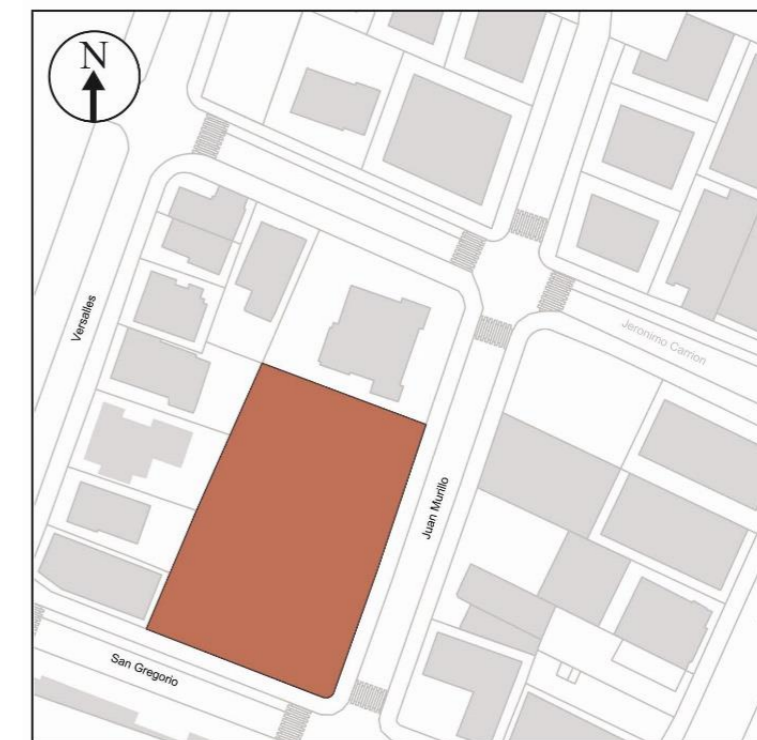 N
Versalles
Jeronimo Carrion
Juan Murillo
San Gregorio